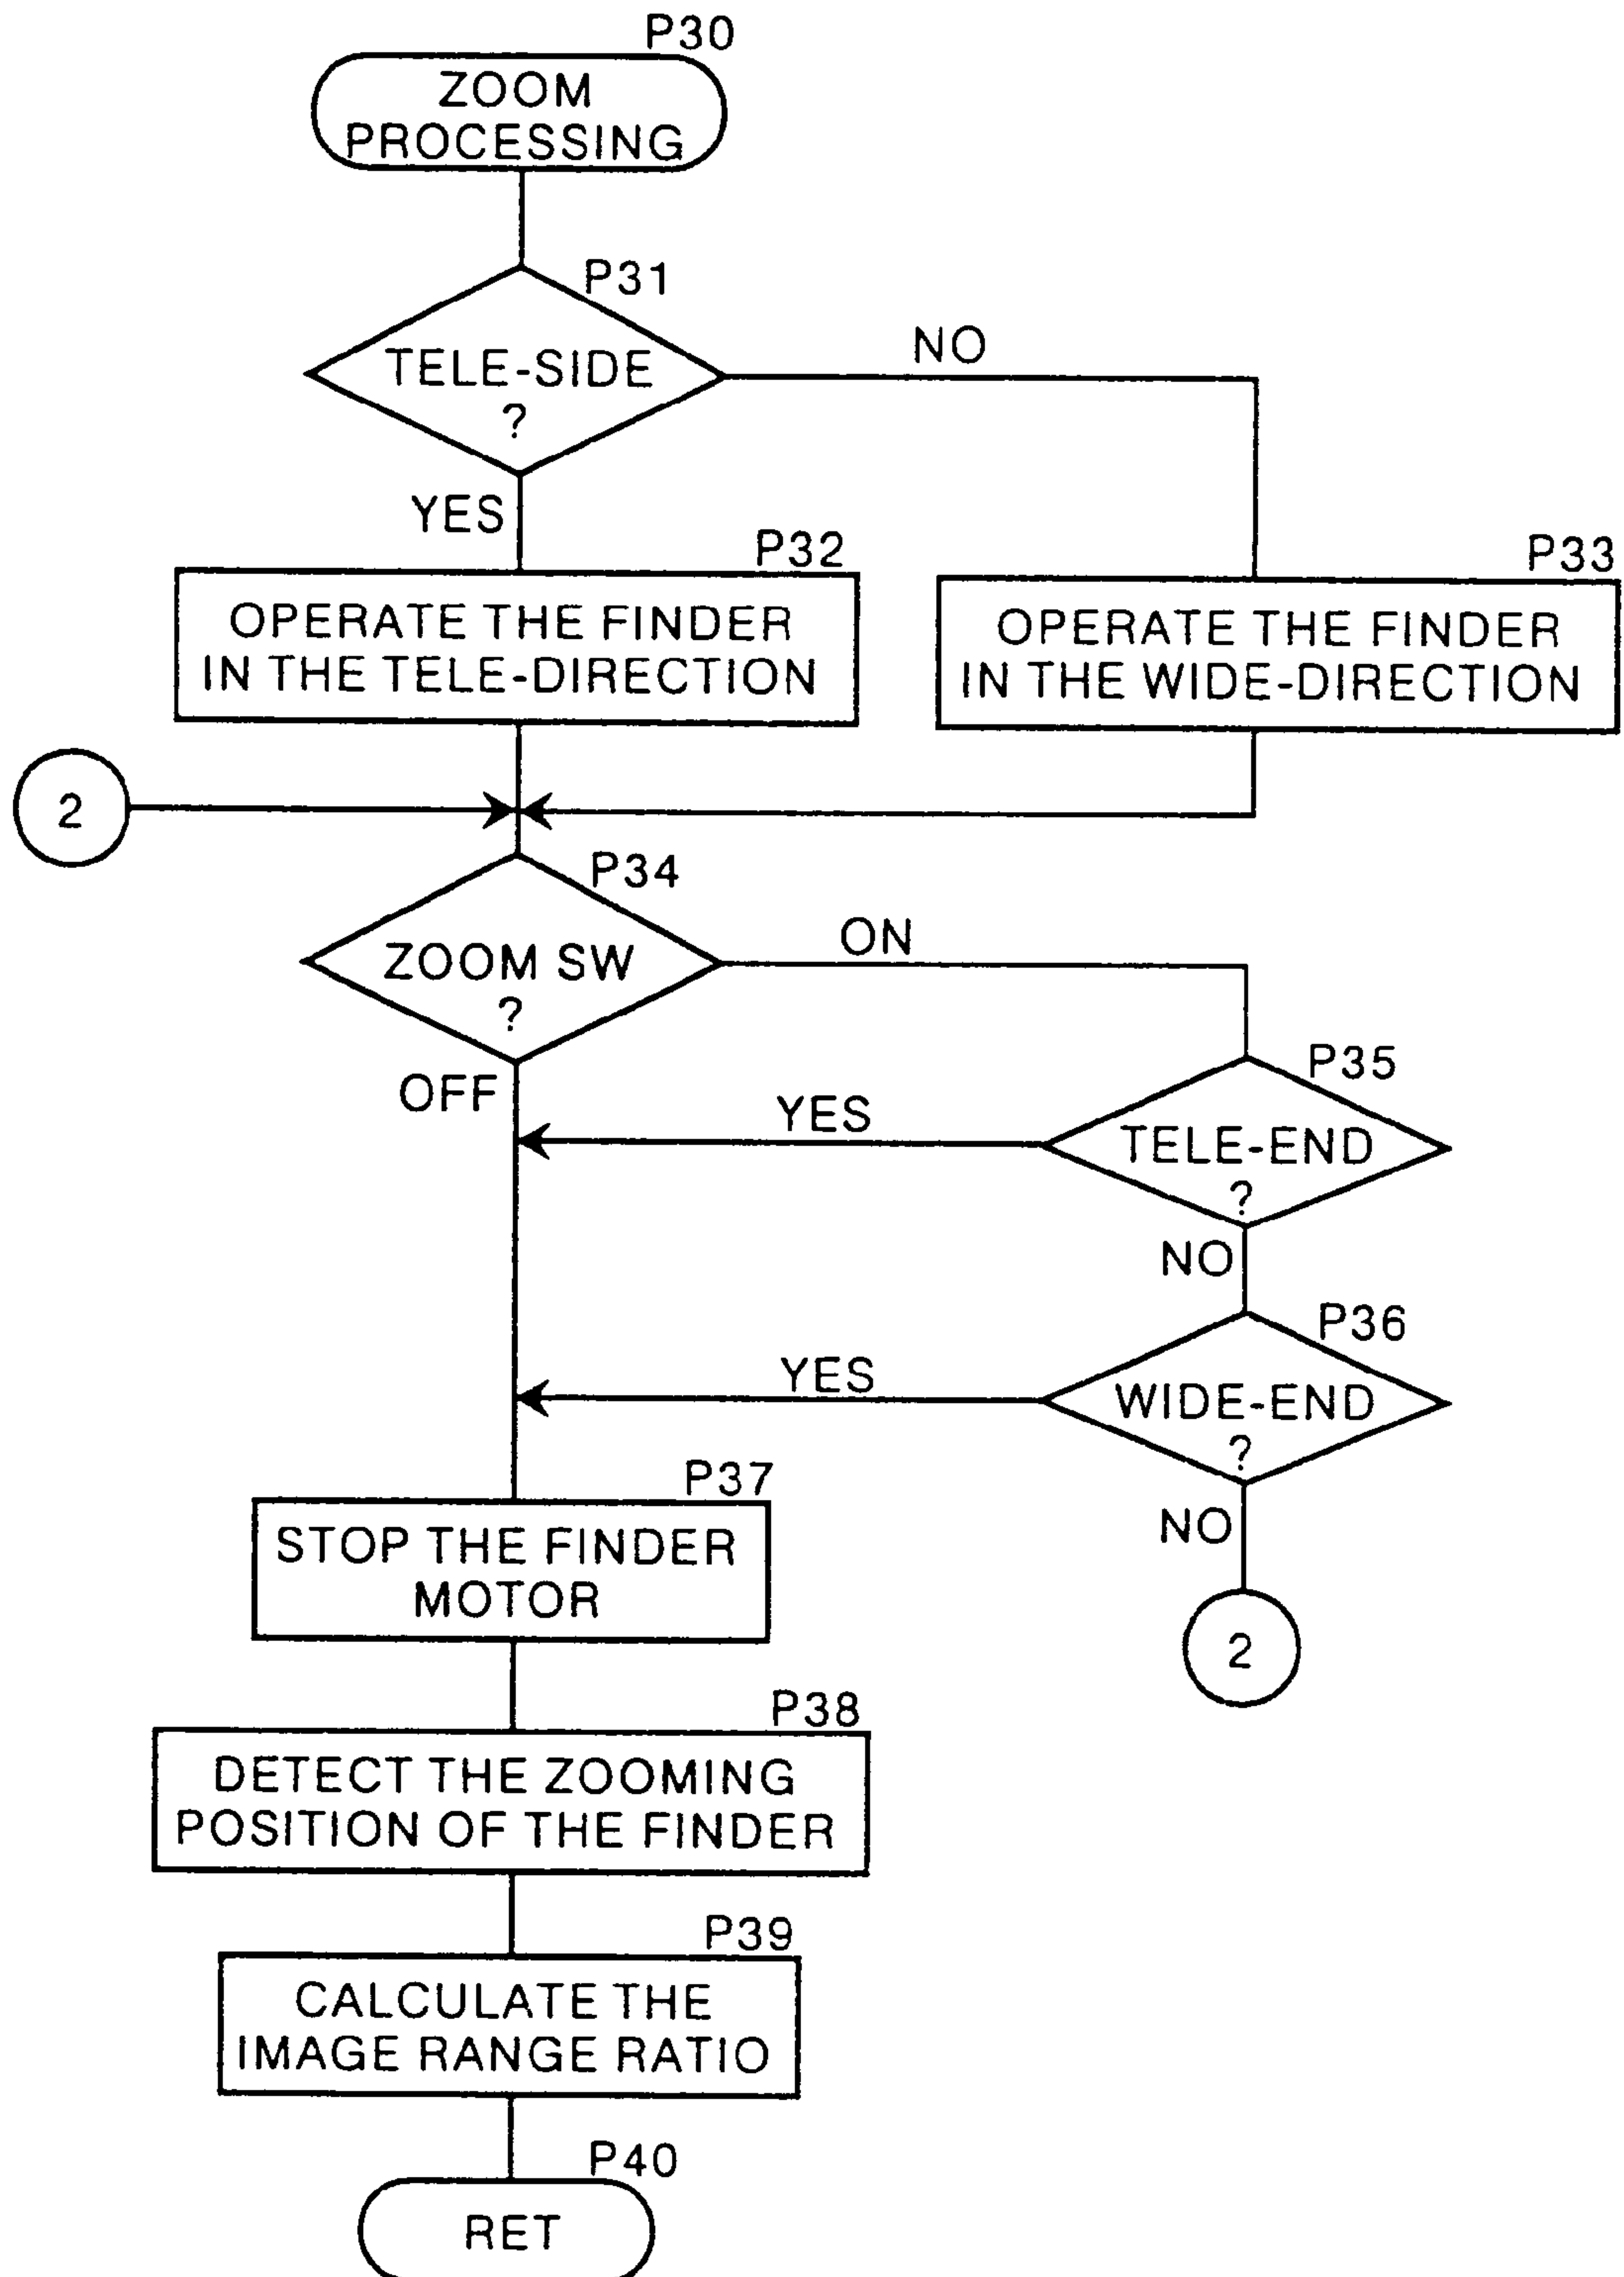 P30
ZOOM
PROCESSING
P31
TELE-SIDE
?
NO
YES
P32
OPERATE THE FINDER
IN THE TELE-DIRECTION
P33
OPERATE THE FINDER
IN THE WIDE-DIRECTION
2
P34
ZOOM SW
?
ON
OFF
P35
TELE-END
?
YES
NO
P36
WIDE-END
?
YES
NO
2
P37
STOP THE FINDER
MOTOR
P38
DETECT THE ZOOMING
POSITION OF THE FINDER
P39
CALCULATE THE
IMAGE RANGE RATIO
P40
RET